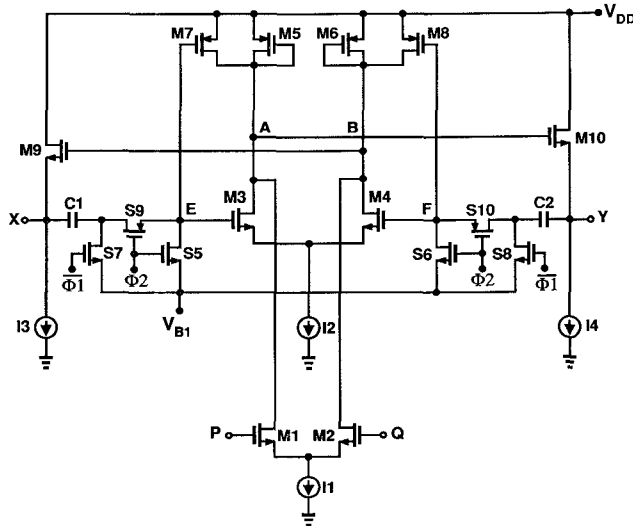 M7 M5 M6 M8 V_DD
A B
M9 M10
E F
X C1 S9 M3 M4 S10 C2 Y
S7 S5 S6 S8
Φ1̅ Φ2 Φ2 Φ1̅
V_B1
I3 I2 I4
P M1 M2 Q
I1